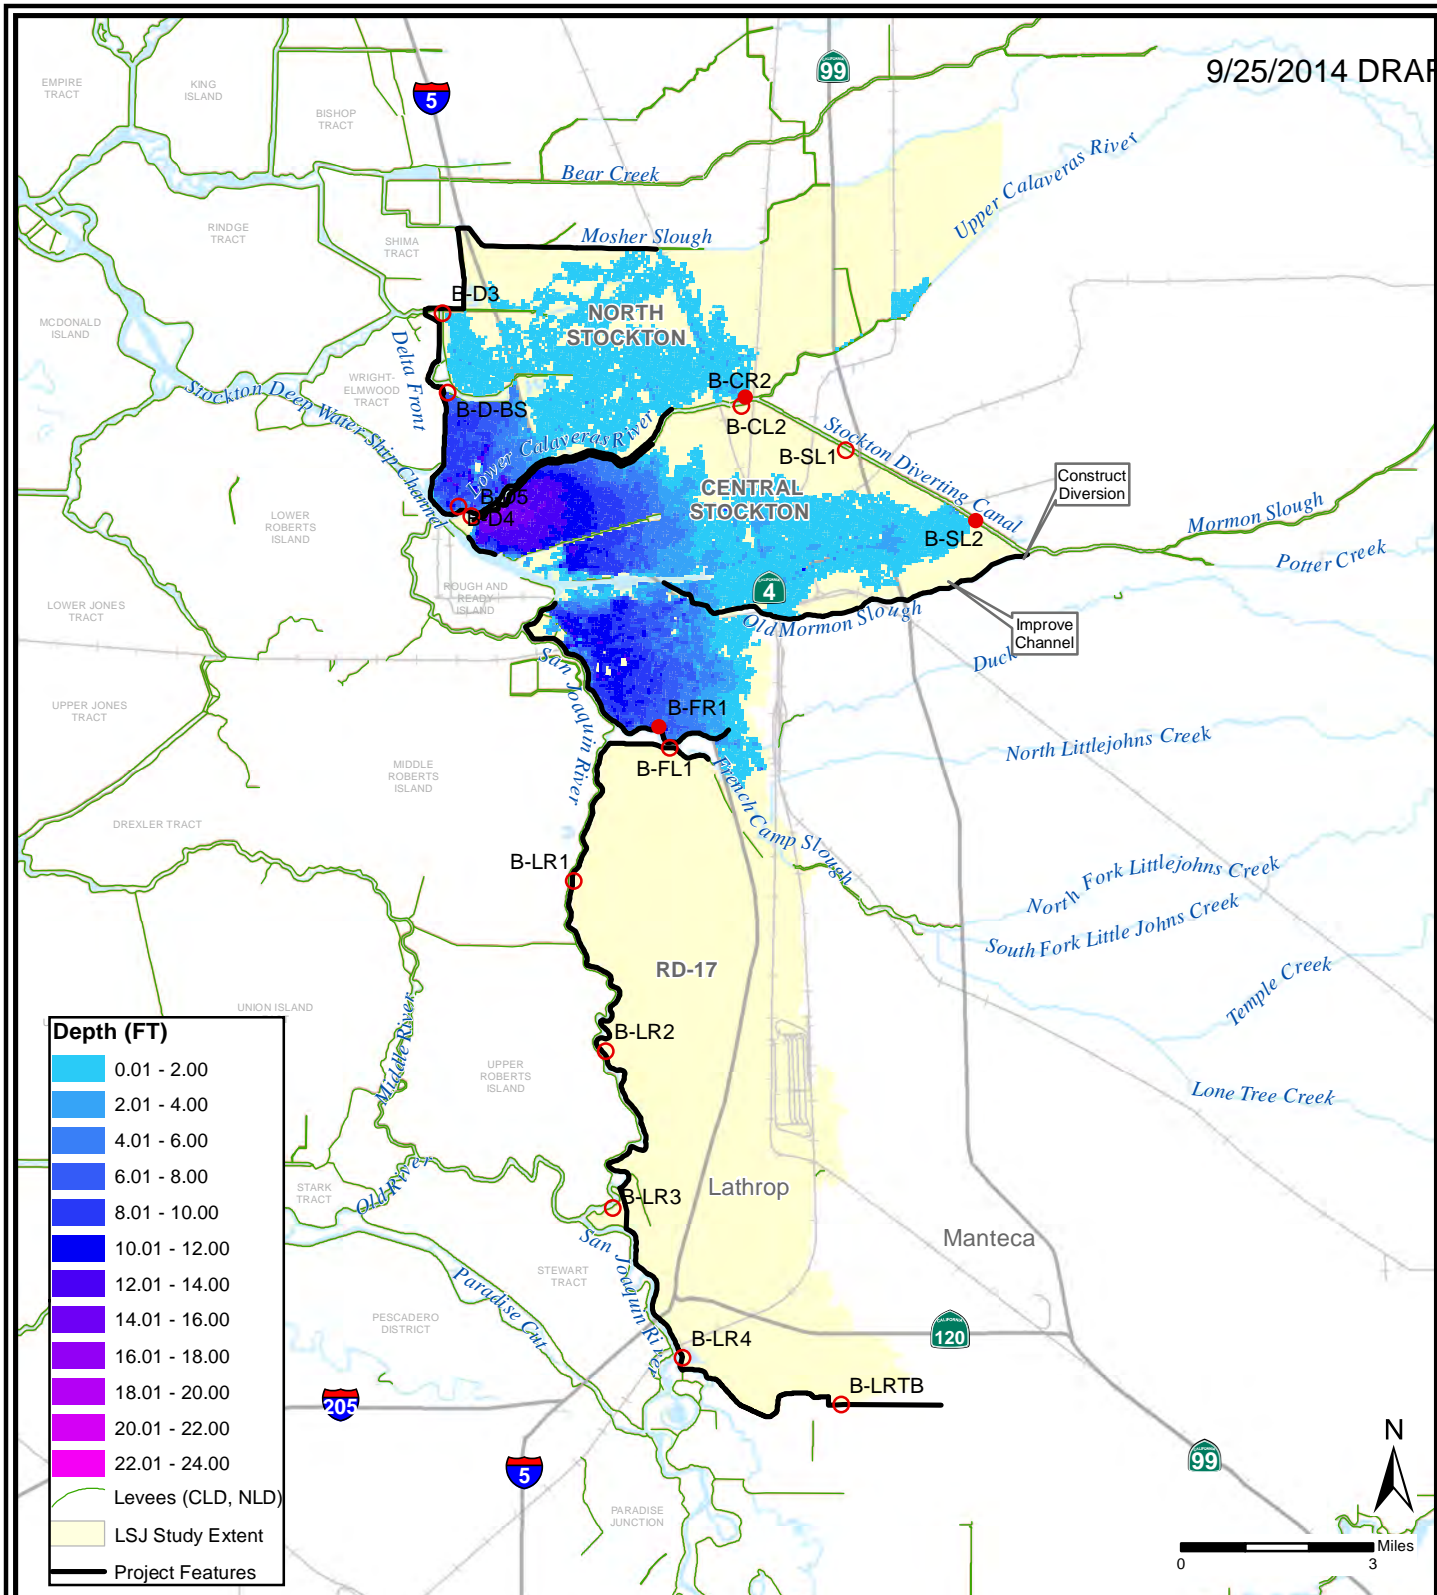 9/25/2014 DRAF
EMPIRE
TRACT
KING
ISLAND
BISHOP
TRACT
5
CALIFORNIA
99
Bear Creek
Upper Calaveras River
RINDGE
TRACT
SHIMA
TRACT
Mosher Slough
B-D3
NORTH
STOCKTON
MCDONALD
ISLAND
Delta Front
WRIGHT-
ELMWOOD
TRACT
Stockton Deep Water Ship Channel
B-D-BS
B-CR2
B-CL2
Lower Calaveras River
B-SL1
Stockton Diverting Canal
Construct
Diversion
CENTRAL
STOCKTON
B-D5
B-D4
B-SL2
Mormon Slough
LOWER
ROBERTS
ISLAND
Potter Creek
ROUGH AND
READY
ISLAND
CALIFORNIA
4
LOWER JONES
TRACT
Old Mormon Slough
Improve
Channel
Duck
San Joaquin River
UPPER JONES
TRACT
B-FR1
North Littlejohns Creek
B-FL1
MIDDLE
ROBERTS
ISLAND
French Camp Slough
DREXLER TRACT
B-LR1
North Fork Littlejohns Creek
South Fork Little Johns Creek
RD-17
Temple Creek
UNION ISLAND
Middle River
B-LR2
UPPER
ROBERTS
ISLAND
Lone Tree Creek
STARK
TRACT
Old River
B-LR3
Lathrop
Manteca
San Joaquin River
STEWART
TRACT
Paradise Cut
PESCADERO
DISTRICT
B-LR4
CALIFORNIA
120
B-LRTB
205
5
CALIFORNIA
99
N
PARADISE
JUNCTION
Miles
0
3
Depth (FT)
0.01 - 2.00
2.01 - 4.00
4.01 - 6.00
6.01 - 8.00
8.01 - 10.00
10.01 - 12.00
12.01 - 14.00
14.01 - 16.00
16.01 - 18.00
18.01 - 20.00
20.01 - 22.00
22.01 - 24.00
Levees (CLD, NLD)
LSJ Study Extent
Project Features